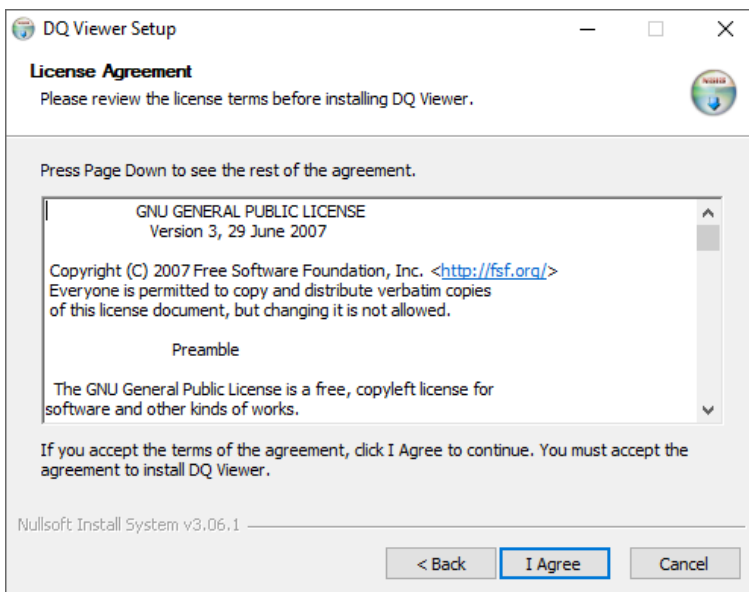 DQ Viewer Setup
License Agreement
Please review the license terms before installing DQ Viewer.
Press Page Down to see the rest of the agreement.
GNU GENERAL PUBLIC LICENSE
Version 3, 29 June 2007
Copyright (C) 2007 Free Software Foundation, Inc. <http://fsf.org/>
Everyone is permitted to copy and distribute verbatim copies
of this license document, but changing it is not allowed.
Preamble
The GNU General Public License is a free, copyleft license for
software and other kinds of works.
If you accept the terms of the agreement, click I Agree to continue. You must accept the
agreement to install DQ Viewer.
Nullsoft Install System v3.06.1
< Back I Agree Cancel